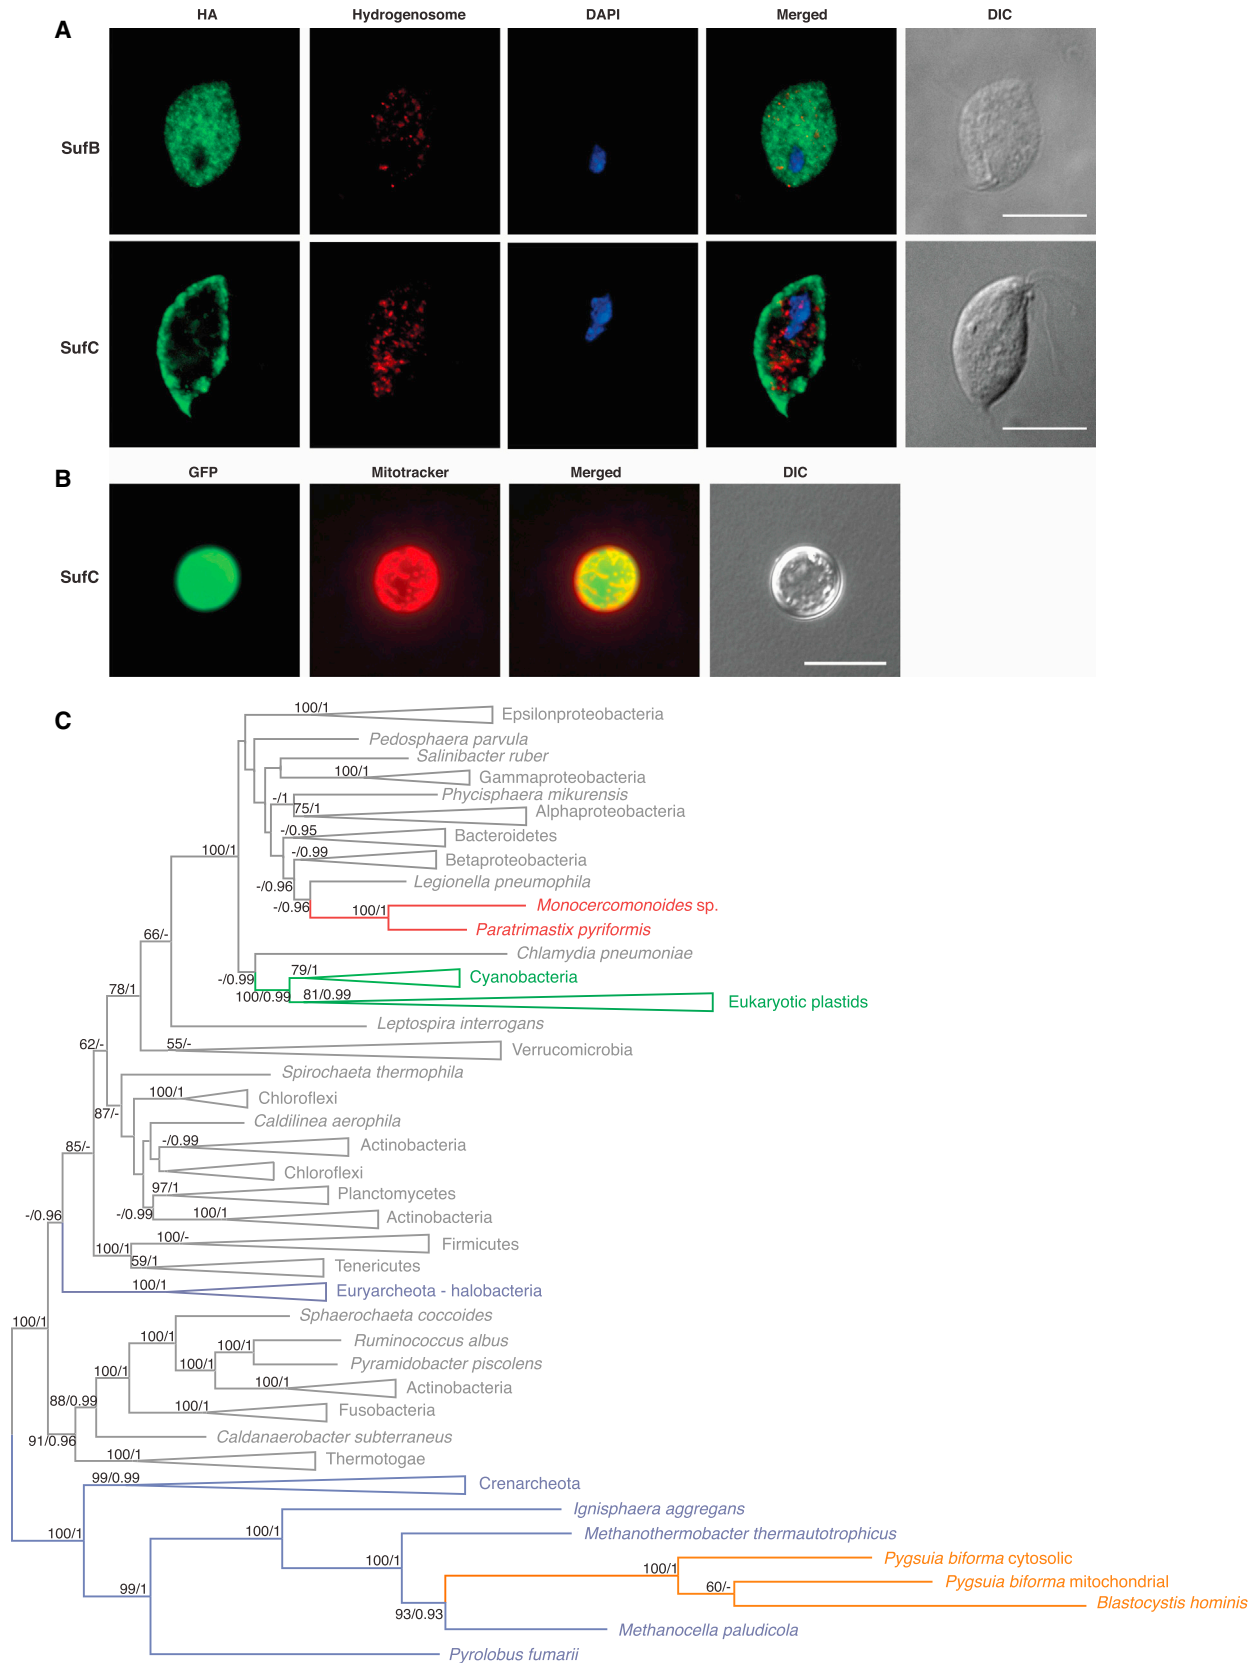 A
HA Hydrogenosome DAPI Merged DIC
SufB
SufC
B
GFP Mitotracker Merged DIC
SufC
C
100/1 Epsilonproteobacteria
Pedosphaera parvula
Salinibacter ruber
100/1 Gammaproteobacteria
-/1 Phycisphaera mikurensis
75/1 Alphaproteobacteria
-/0.95 Bacteroidetes
100/1 -/0.99 Betaproteobacteria
-/0.96 Legionella pneumophila
-/0.96 100/1 Monocercomonoides sp.
Paratrimastix pyriformis
66/-
Chlamydia pneumoniae
-/0.99 79/1 Cyanobacteria
100/0.99 81/0.99 Eukaryotic plastids
78/1
Leptospira interrogans
62/- 55/- Verrucomicrobia
Spirochaeta thermophila
100/1 Chloroflexi
87/-
Caldilinea aerophila
85/- -/0.99 Actinobacteria
Chloroflexi
97/1 Planctomycetes
-/0.96 -/0.99 100/1 Actinobacteria
100/1 100/- Firmicutes
59/1 Tenericutes
100/1 Euryarcheota - halobacteria
100/1 Sphaerochaeta coccoides
100/1 100/1 Ruminococcus albus
100/1 Pyramidobacter piscolens
100/1 100/1 Actinobacteria
88/0.99 100/1 Fusobacteria
91/0.96 Caldanaerobacter subterraneus
100/1 Thermotogae
99/0.99 Crenarcheota
Ignisphaera aggregans
100/1 100/1 Methanothermobacter thermautotrophicus
100/1 100/1 Pygsuia biforma cytosolic
99/1 60/- Pygsuia biforma mitochondrial
Blastocystis hominis
93/0.93
Methanocella paludicola
Pyrolobus fumarii